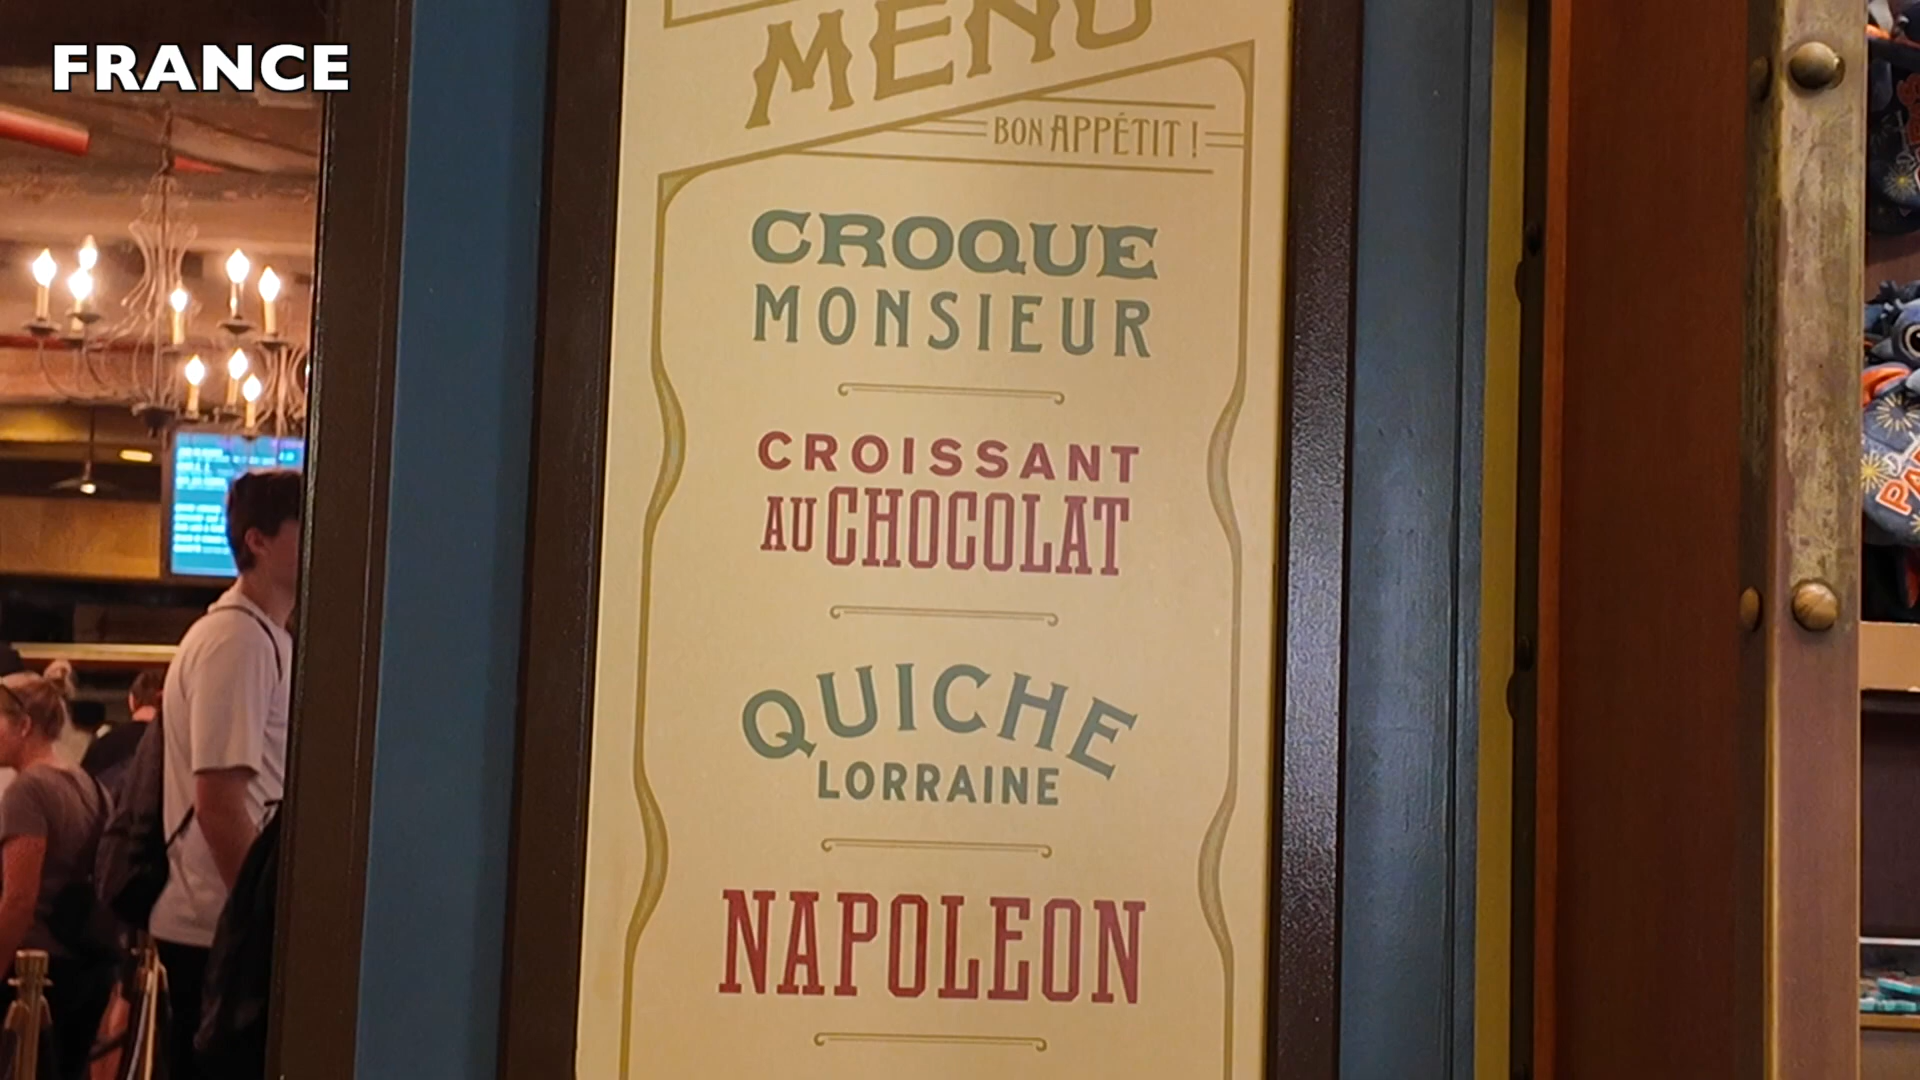 FRANCE
MENU
BON APPÉTIT !
CROQUE
MONSIEUR
CROISSANT
AU CHOCOLAT
QUICHE
LORRAINE
NAPOLEON